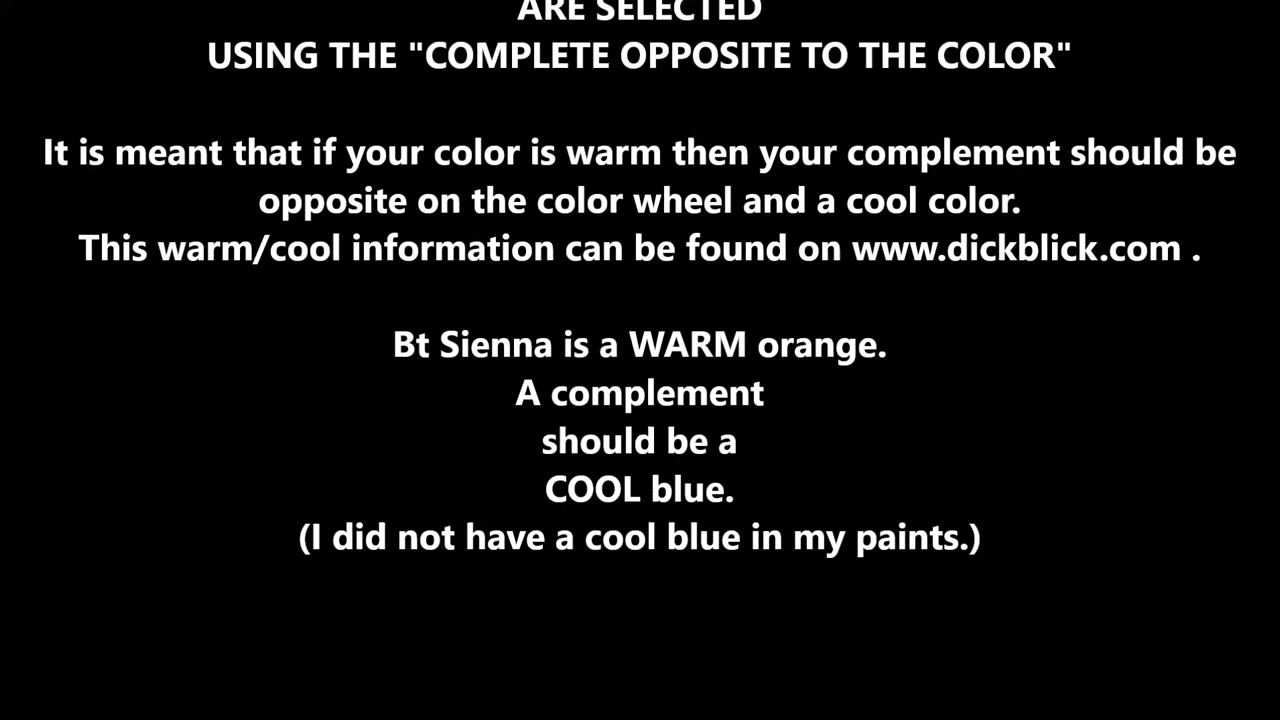 ARE SELECTED
USING THE "COMPLETE OPPOSITE TO THE COLOR"
It is meant that if your color is warm then your complement should be
opposite on the color wheel and a cool color.
This warm/cool information can be found on www.dickblick.com .
Bt Sienna is a WARM orange.
A complement
should be a
COOL blue.
(I did not have a cool blue in my paints.)